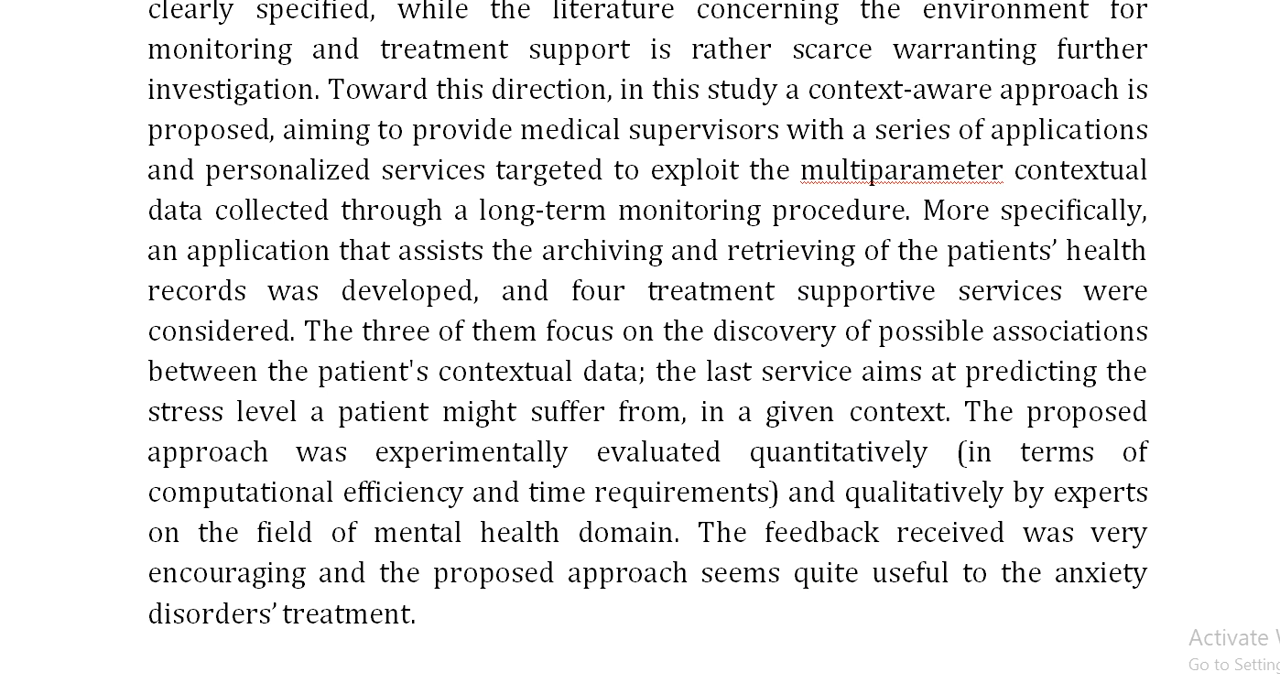 clearly specified, while the literature concerning the environment for
monitoring and treatment support is rather scarce warranting further
investigation. Toward this direction, in this study a context-aware approach is
proposed, aiming to provide medical supervisors with a series of applications
and personalized services targeted to exploit the multiparameter contextual
data collected through a long-term monitoring procedure. More specifically,
an application that assists the archiving and retrieving of the patients’ health
records was developed, and four treatment supportive services were
considered. The three of them focus on the discovery of possible associations
between the patient's contextual data; the last service aims at predicting the
stress level a patient might suffer from, in a given context. The proposed
approach was experimentally evaluated quantitatively (in terms of
computational efficiency and time requirements) and qualitatively by experts
on the field of mental health domain. The feedback received was very
encouraging and the proposed approach seems quite useful to the anxiety
disorders’ treatment.
Activate
Go to Setting